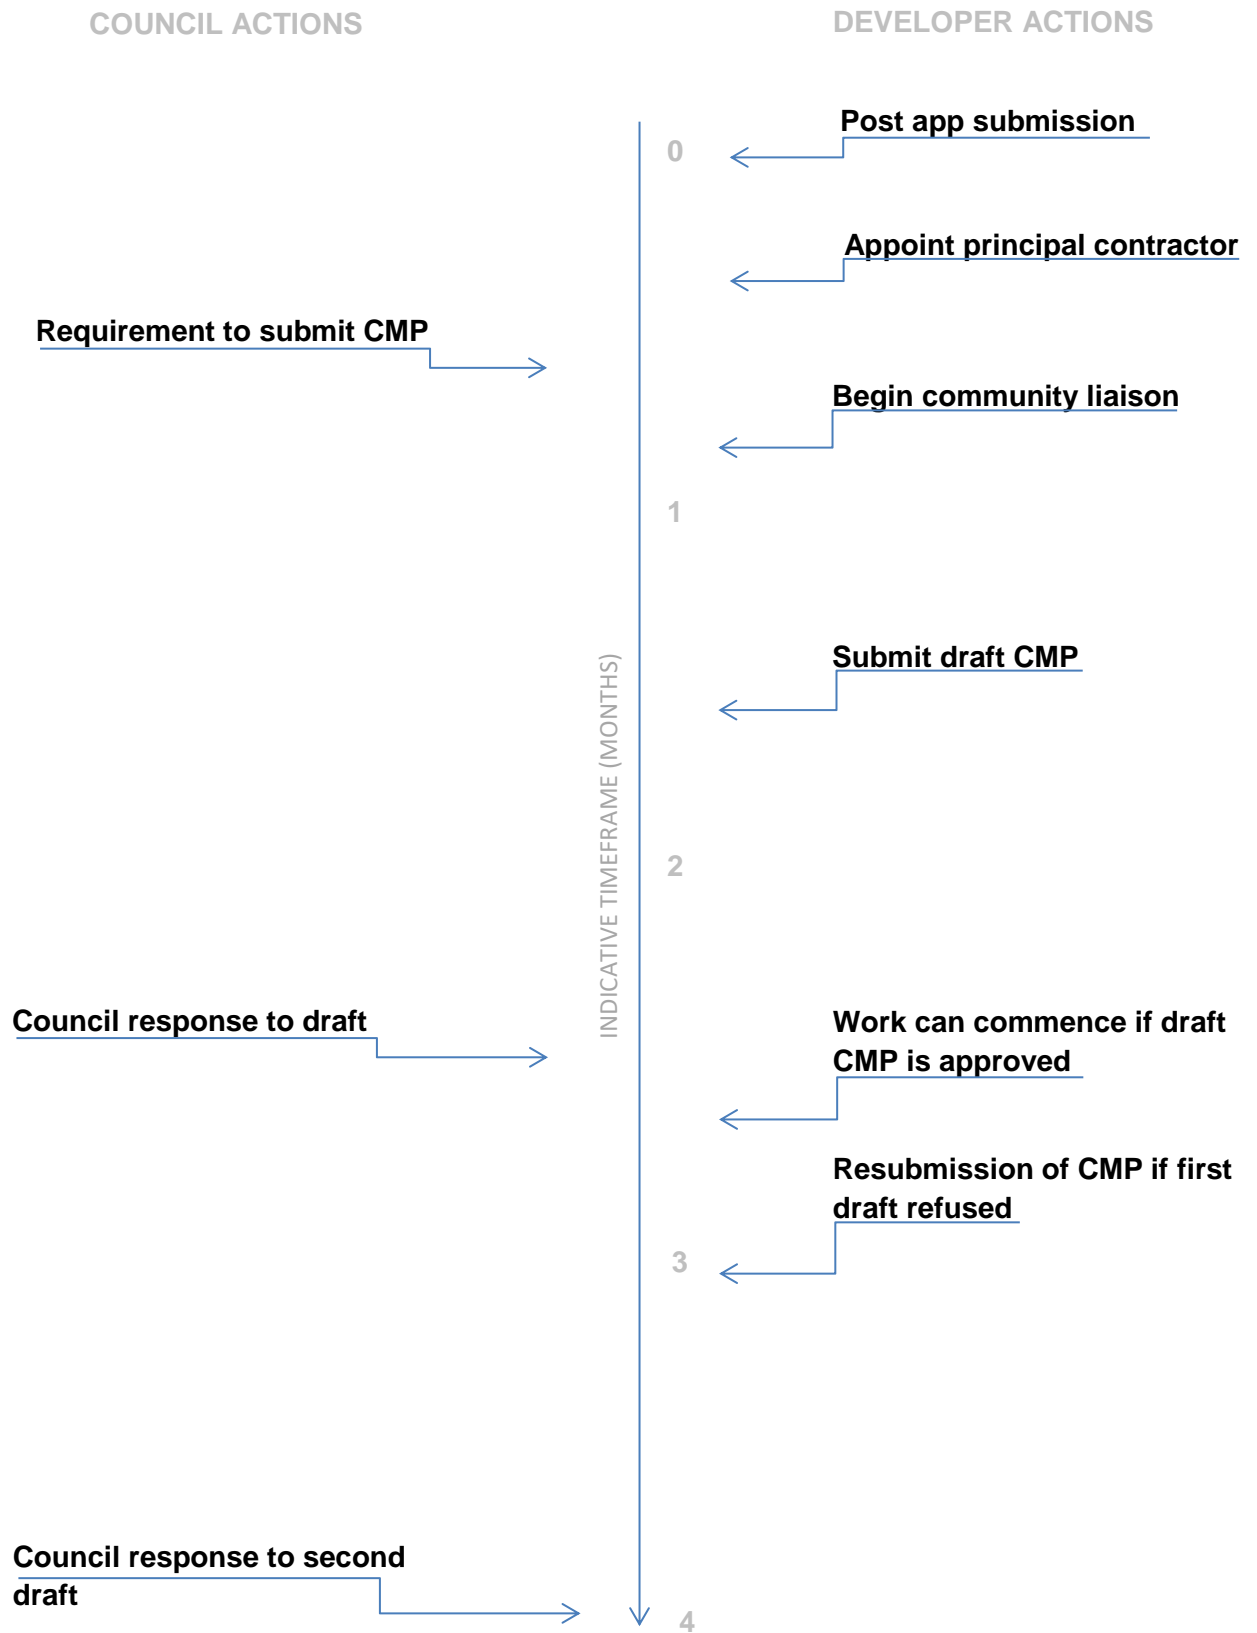 COUNCIL ACTIONS
DEVELOPER ACTIONS
Post app submission
0
Appoint principal contractor
Requirement to submit CMP
Begin community liaison
1
Submit draft CMP
INDICATIVE TIMEFRAME (MONTHS)
2
Council response to draft
Work can commence if draft
CMP is approved
Resubmission of CMP if first
draft refused
3
Council response to second
draft
4